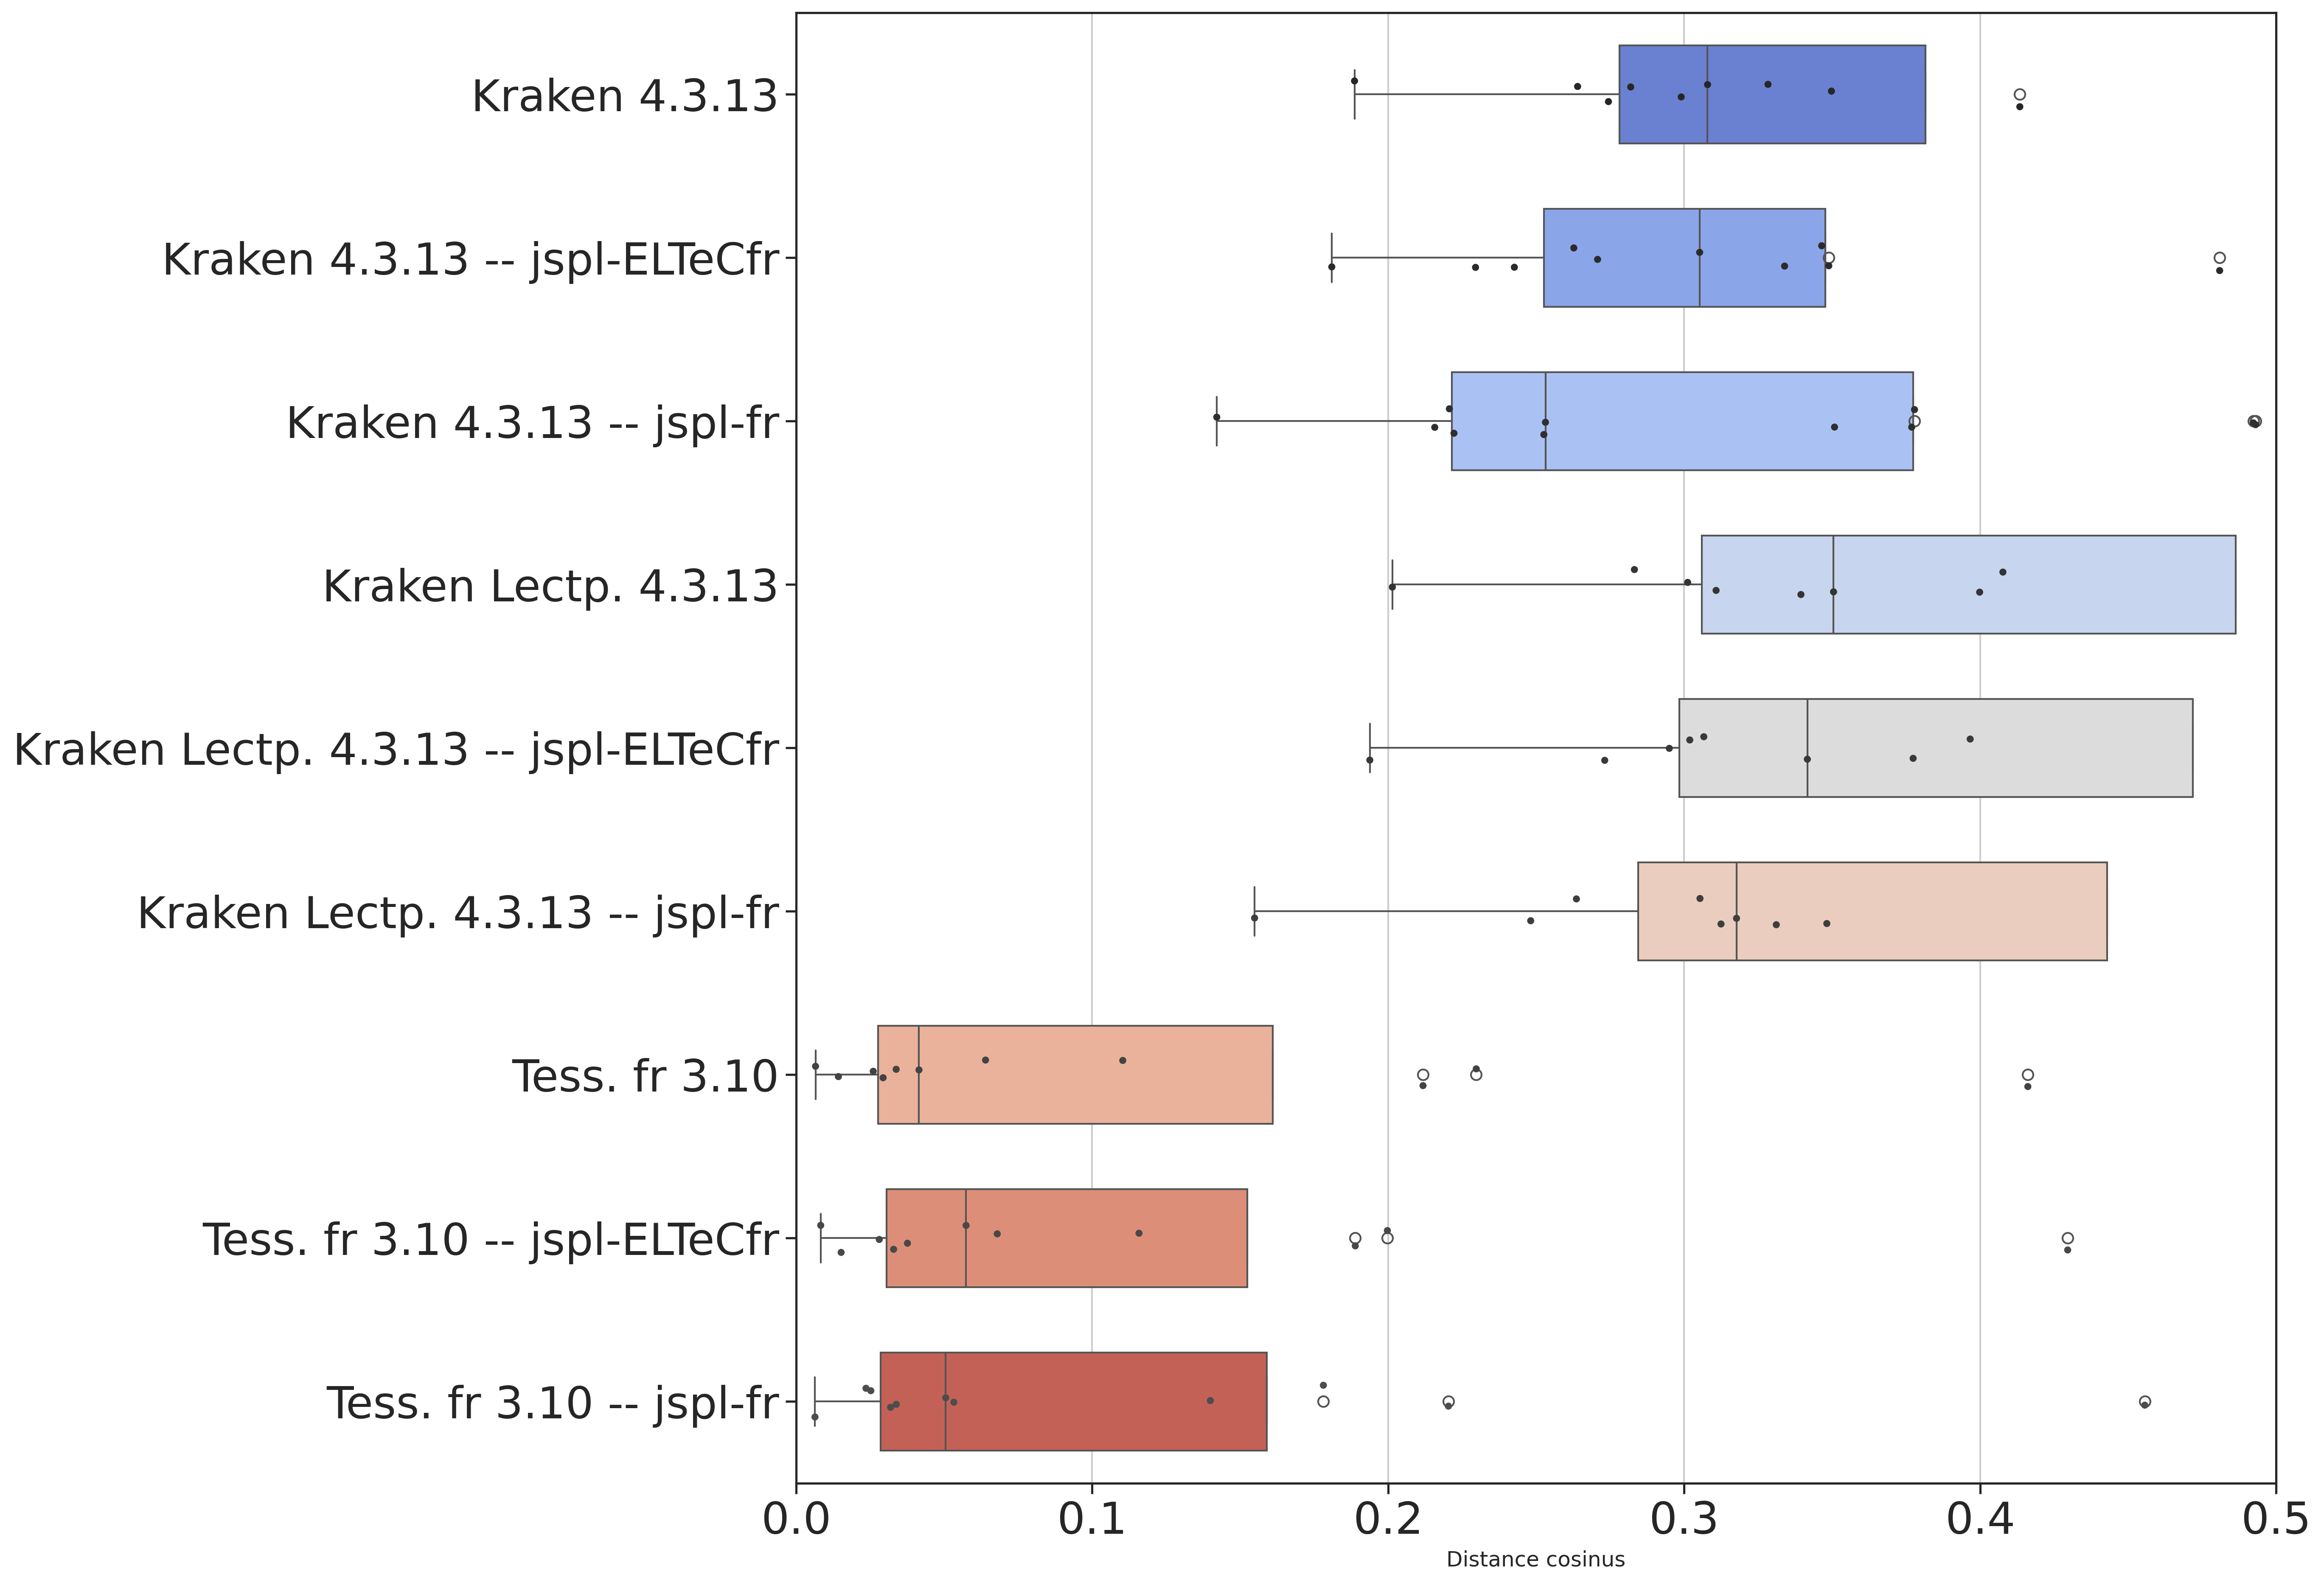 Kraken 4.3.13
Kraken 4.3.13 -- jspl-ELTeCfr
Kraken 4.3.13 -- jspl-fr
Kraken Lectp. 4.3.13
Kraken Lectp. 4.3.13 -- jspl-ELTeCfr
Kraken Lectp. 4.3.13 -- jspl-fr
Tess. fr 3.10
Tess. fr 3.10 -- jspl-ELTeCfr
Tess. fr 3.10 -- jspl-fr
0.0 0.1 0.2 0.3 0.4 0.5
Distance cosinus